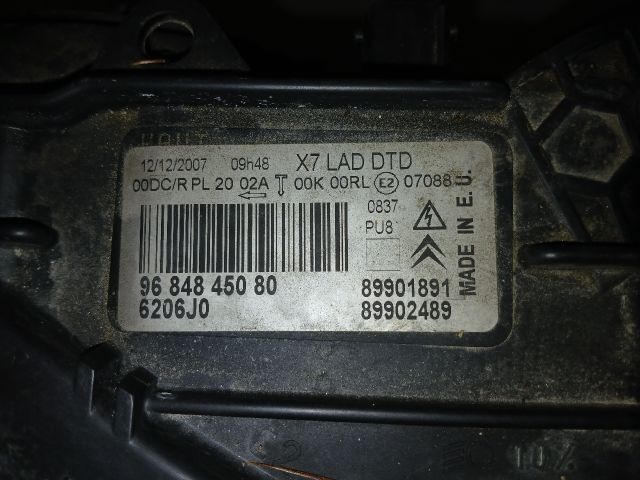 12/12/2007 09h48 X7 LAD DTD
00DC/R PL 20 02A 00K 00RL E2 07088
0837
PU8
MADE IN E.U.
96 848 450 80 89901891
6206J0 89902489